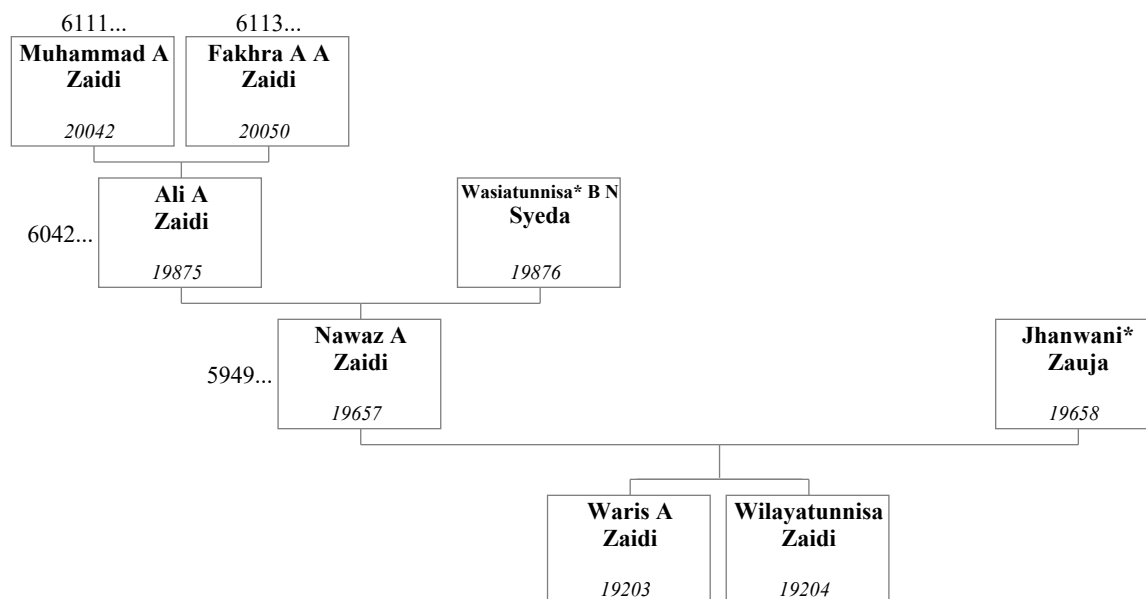 6111...
6113...
Muhammad A
Zaidi
20042
Fakhra A A
Zaidi
20050
6042...
Ali A
Zaidi
19875
Wasiatunnisa* B N
Syeda
19876
5949...
Nawaz A
Zaidi
19657
Jhanwani*
Zauja
19658
Waris A
Zaidi
19203
Wilayatunnisa
Zaidi
19204